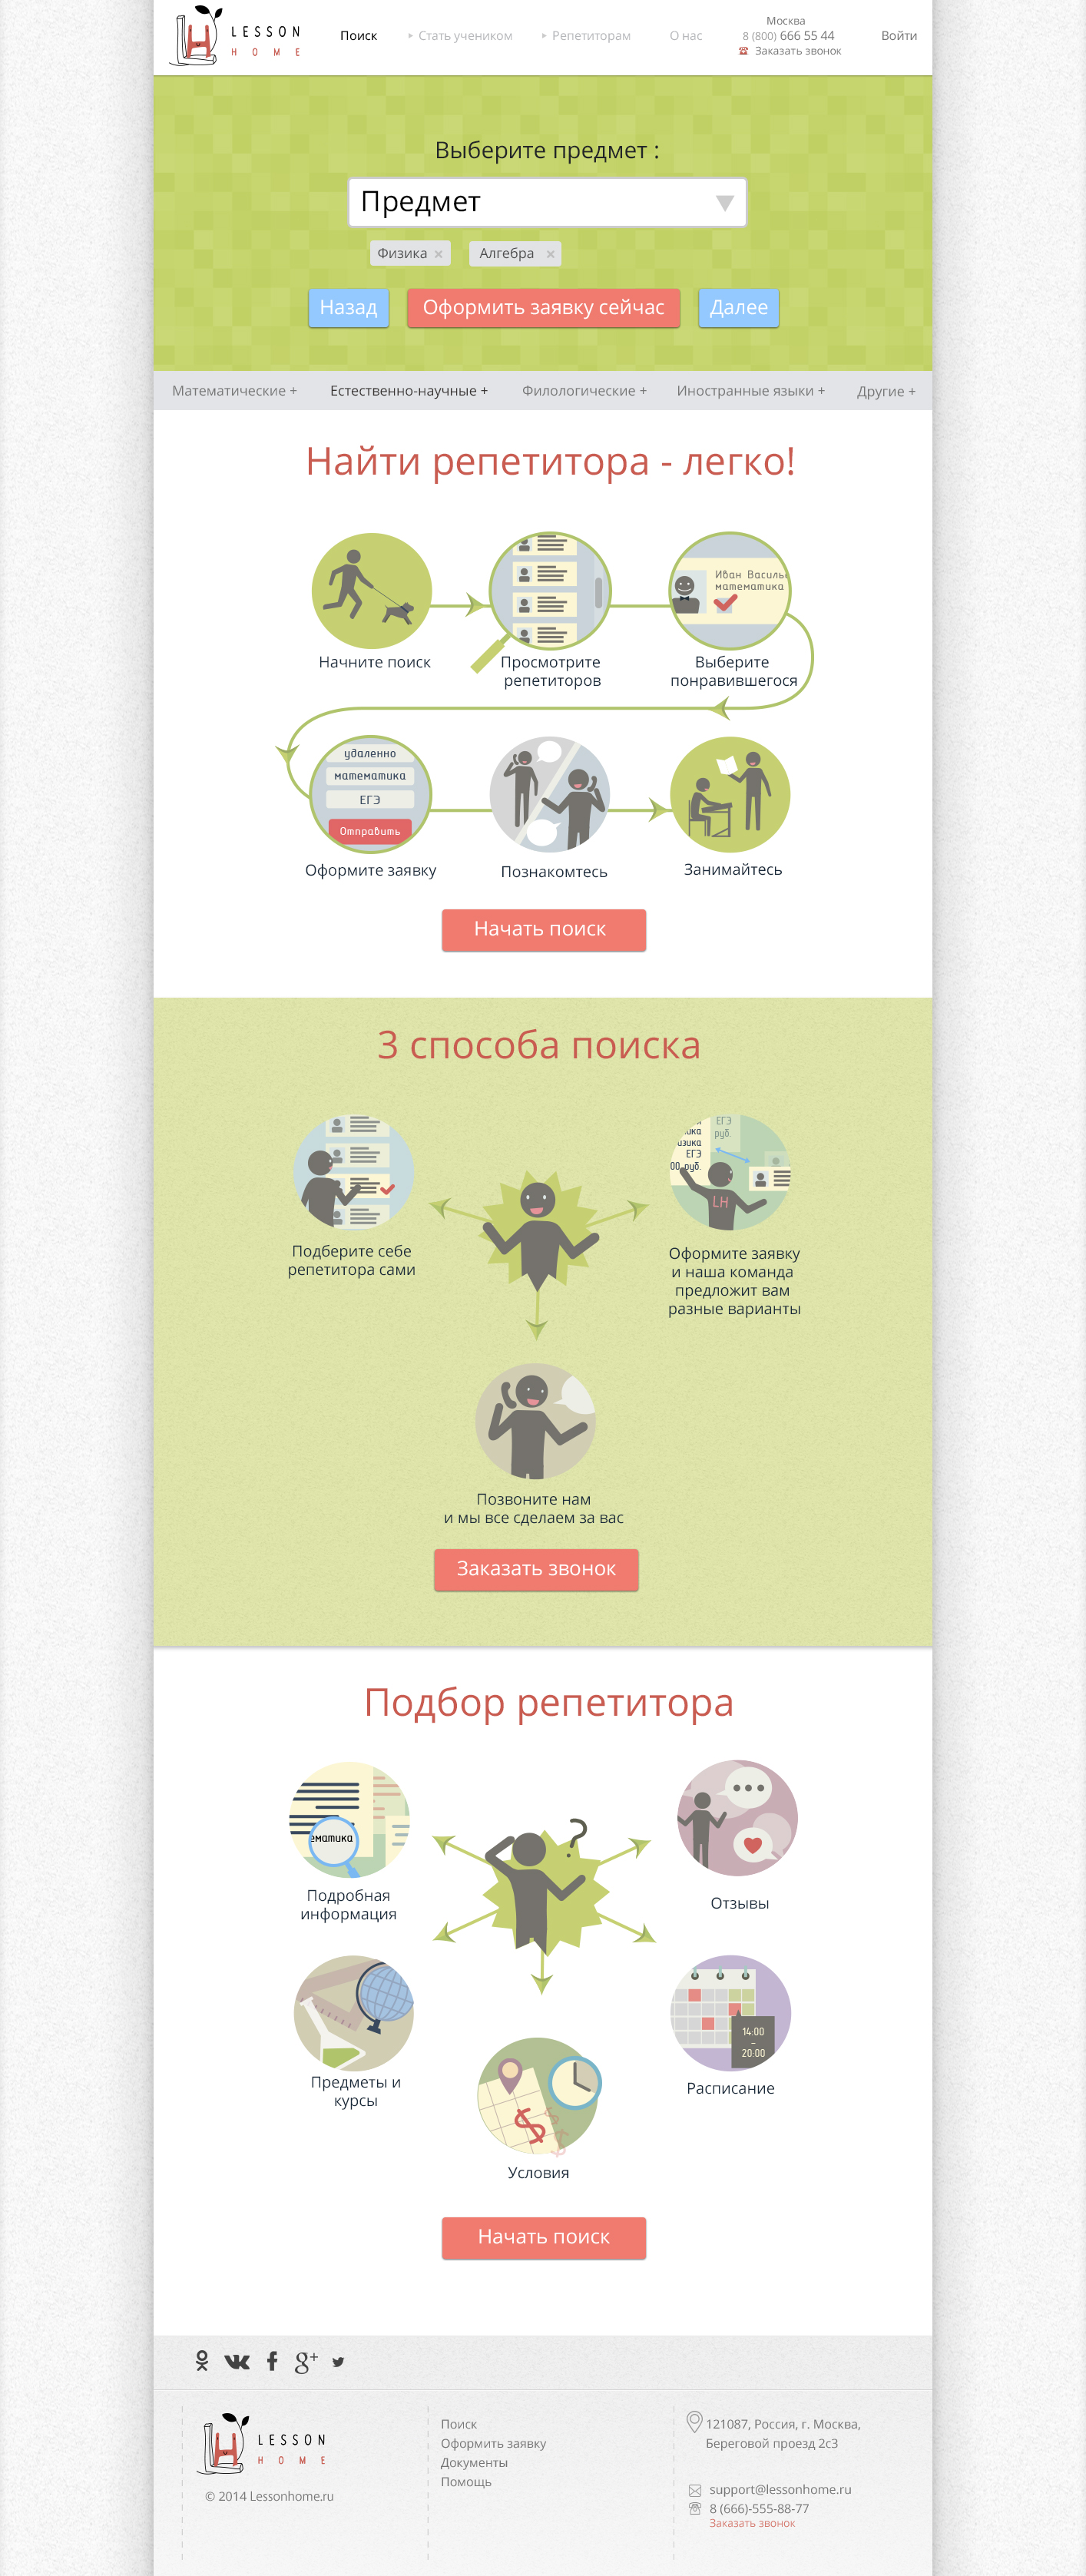 LESSON
HOME
Поиск
Стать учеником
Репетиторам
О нас
Москва
8 (800) 666 55 44
Заказать звонок
Войти
Выберите предмет :
Предмет
Физика
Алгебра
Назад
Оформить заявку сейчас
Далее
Математические +
Естественно-научные +
Филологические +
Иностранные языки +
Другие +
Найти репетитора - легко!
Иван Василь
математика
Начните поиск
Просмотрите
репетиторов
Выберите
понравившегося
удаленно
математика
ЕГЭ
Отправить
Оформите заявку
Познакомтесь
Занимайтесь
Начать поиск
3 способа поиска
ЕГЭ
руб.
ика
изика
ЕГЭ
00 руб.
LH
Подберите себе
репетитора сами
Оформите заявку
и наша команда
предложит вам
разные варианты
Позвоните нам
и мы все сделаем за вас
Заказать звонок
Подбор репетитора
ематика
?
Подробная
информация
Отзывы
14:00
–
20:00
Предметы и
курсы
Расписание
$
$
$
Условия
Начать поиск
g+
LESSON
HOME
© 2014 Lessonhome.ru
Поиск
Оформить заявку
Документы
Помощь
121087, Россия, г. Москва,
Береговой проезд 2с3
support@lessonhome.ru
8 (666)-555-88-77
Заказать звонок